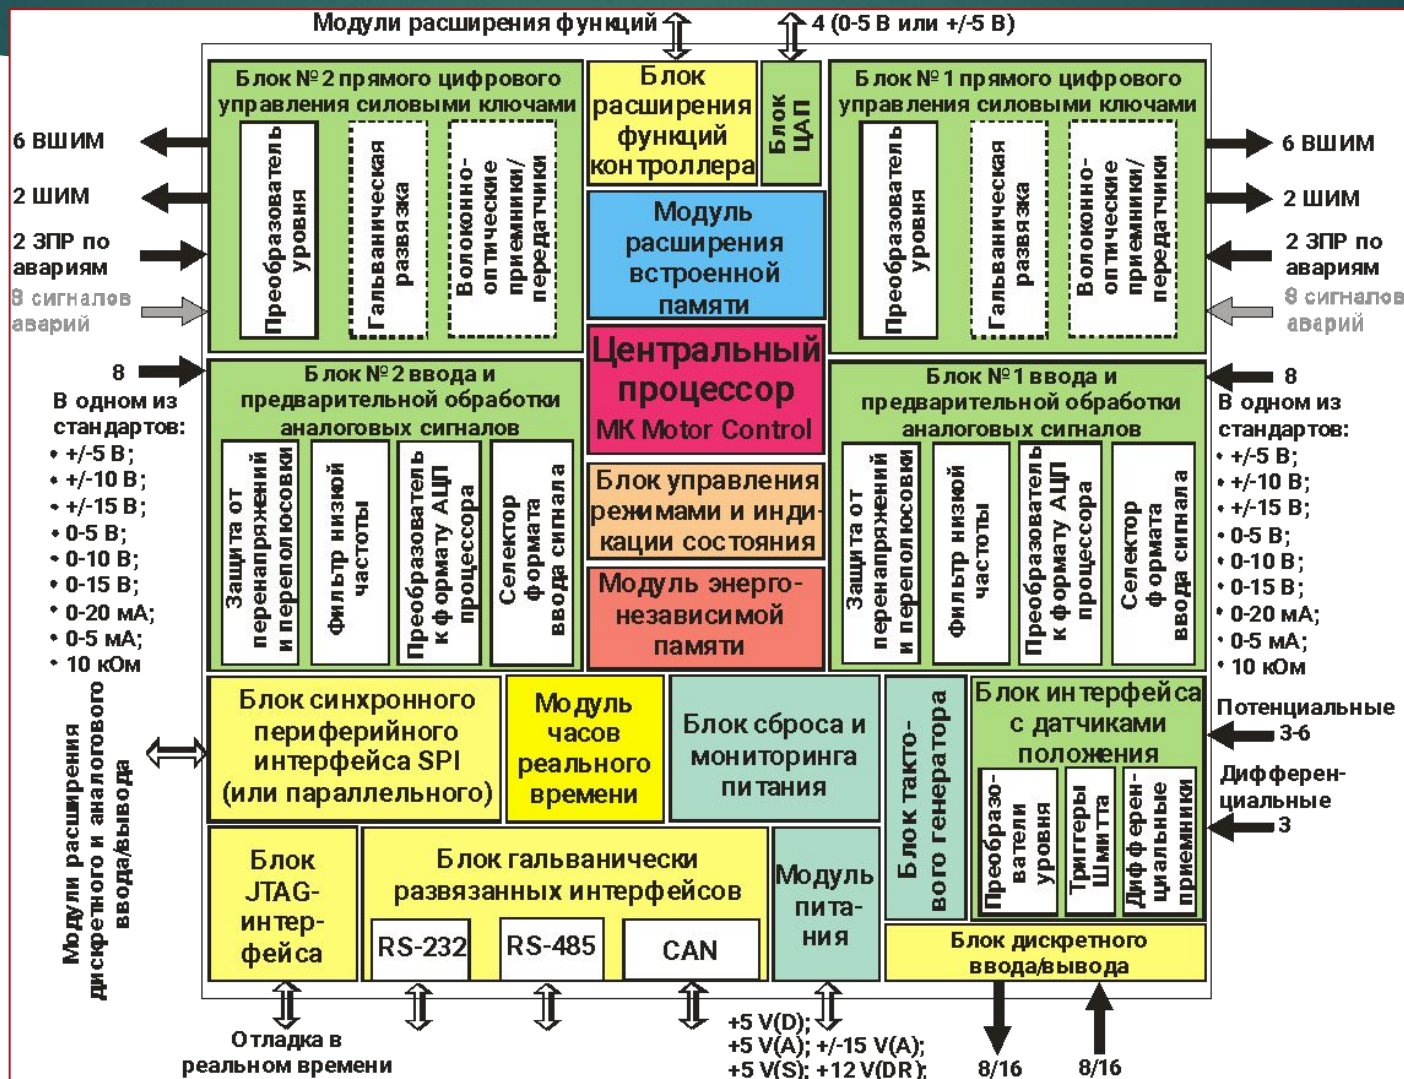 Модули расширения функций
4 (0-5 В или +/-5 В)
Блок №2 прямого цифрового
управления силовыми ключами
Преобразователь
уровня
Гальваническая
развязка
Волоконно-
оптические
приемники/
передатчики
Блок
расширения
функций
контроллера
Блок
ЦАП
Блок №1 прямого цифрового
управления силовыми ключами
Преобразователь
уровня
Гальваническая
развязка
Волоконно-
оптические
приемники/
передатчики
6 ВШИМ
2 ШИМ
2 ЗПР по
авариям
8 сигналов
аварий
6 ВШИМ
2 ШИМ
2 ЗПР по
авариям
8 сигналов
аварий
Модуль
расширения
встроенной
памяти
Центральный
процессор
МК Motor Control
Блок управления
режимами и инди-
кации состояния
Модуль энерго-
независимой
памяти
8
В одном из
стандартов:
• +/-5 В;
• +/-10 В;
• +/-15 В;
• 0-5 В;
• 0-10 В;
• 0-15 В;
• 0-20 мА;
• 0-5 мА;
• 10 кОм
Блок №2 ввода и
предварительной обработки
аналоговых сигналов
Защита от
перенапряжений
и переполюсовки
Фильтр низкой
частоты
Преобразователь
к формату АЦП
процессора
Селектор
формата
ввода сигнала
Блок №1 ввода и
предварительной обработки
аналоговых сигналов
Защита от
перенапряжений
и переполюсовки
Фильтр низкой
частоты
Преобразователь
к формату АЦП
процессора
Селектор
формата
ввода сигнала
8
В одном из
стандартов:
• +/-5 В;
• +/-10 В;
• +/-15 В;
• 0-5 В;
• 0-10 В;
• 0-15 В;
• 0-20 мА;
• 0-5 мА;
• 10 кОм
Модули расширения
дискретного и аналогового
ввода/вывода
Блок синхронного
периферийного
интерфейса SPI
(или параллельного)
Модуль
часов
реального
времени
Блок сброса и
мониторинга
питания
Блок такто-
вого генератора
Блок интерфейса
с датчиками
положения
Преобразо-
ватели
уровня
Триггеры
Шмитта
Дифферен-
циальные
приемники
Потенциальные
3-6
Дифферен-
циальные
3
Блок
JTAG-
интер-
фейса
Блок гальванически
развязанных интерфейсов
RS-232
RS-485
CAN
Модуль
пита-
ния
Блок дискретного
ввода/вывода
Отладка в
реальном времени
+5 V(D);
+5 V(A); +/-15 V(A);
+5 V(S); +12 V(DR);
8/16
8/16